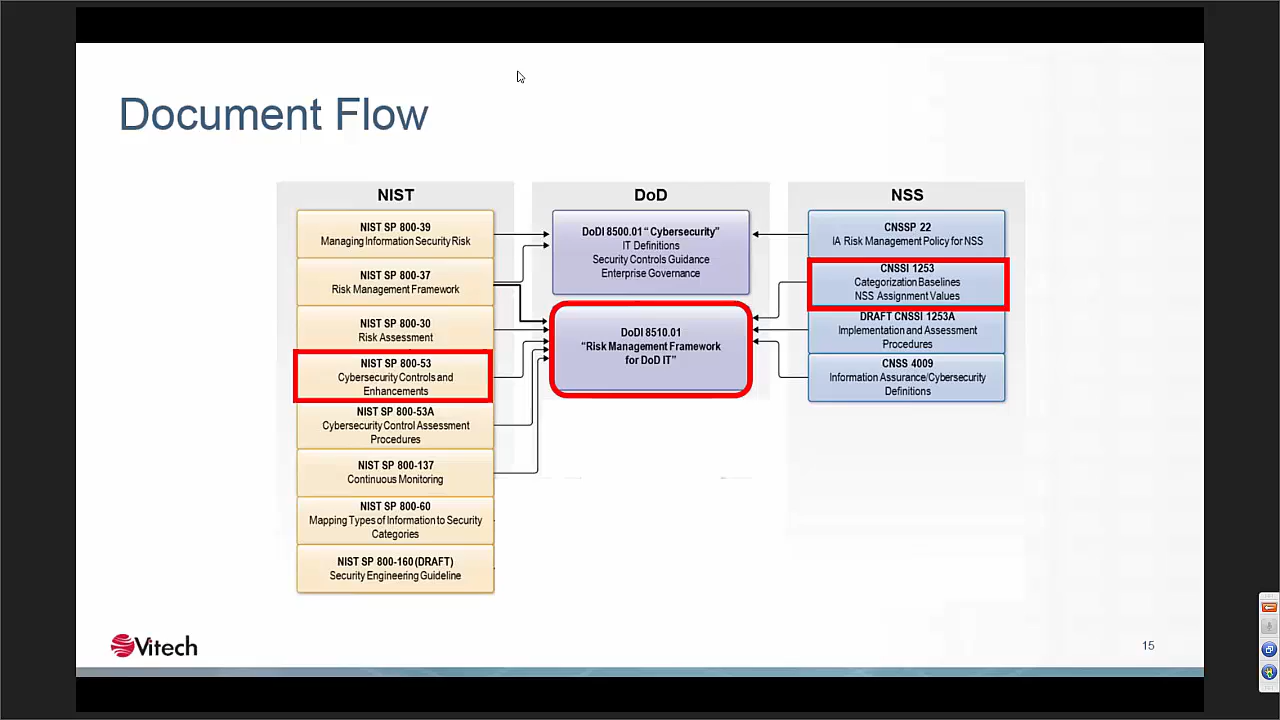 Document Flow
NIST
NIST SP 800-39
Managing Information Security Risk
NIST SP 800-37
Risk Management Framework
NIST SP 800-30
Risk Assessment
NIST SP 800-53
Cybersecurity Controls and
Enhancements
NIST SP 800-53A
Cybersecurity Control Assessment
Procedures
NIST SP 800-137
Continuous Monitoring
NIST SP 800-60
Mapping Types of Information to Security
Categories
NIST SP 800-160 (DRAFT)
Security Engineering Guideline
DoD
DoDI 8500.01 “ Cybersecurity”
IT Definitions
Security Controls Guidance
Enterprise Governance
DoDI 8510.01
“Risk Management Framework
for DoD IT”
NSS
CNSSP 22
IA Risk Management Policy for NSS
CNSSI 1253
Categorization Baselines
NSS Assignment Values
DRAFT CNSSI 1253A
Implementation and Assessment
Procedures
CNSS 4009
Information Assurance/Cybersecurity
Definitions
Vitech
15